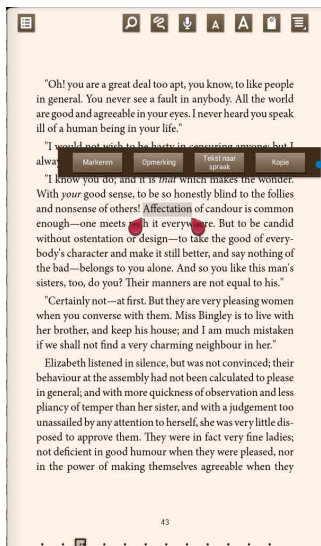 A A
"Oh! you are a great deal too apt, you know, to like people
in general. You never see a fault in anybody. All the world
are good and agreeable in your eyes. I never heard you speak
ill of a human being in your life."
"I would not wish to be hasty in censuring anyone; but I
alway
Markeren Opmerking Tekst naar spraak Kopie
"I know you do; and it is that which makes the wonder.
With your good sense, to be so honestly blind to the follies
and nonsense of others! Affectation of candour is common
enough—one meets with it everywhere. But to be candid
without ostentation or design—to take the good of every-
body's character and make it still better, and say nothing of
the bad—belongs to you alone. And so you like this man's
sisters, too, do you? Their manners are not equal to his."
"Certainly not—at first. But they are very pleasing women
when you converse with them. Miss Bingley is to live with
her brother, and keep his house; and I am much mistaken
if we shall not find a very charming neighbour in her."
Elizabeth listened in silence, but was not convinced; their
behaviour at the assembly had not been calculated to please
in general; and with more quickness of observation and less
pliancy of temper than her sister, and with a judgement too
unassailed by any attention to herself, she was very little dis-
posed to approve them. They were in fact very fine ladies;
not deficient in good humour when they were pleased, nor
in the power of making themselves agreeable when they
43